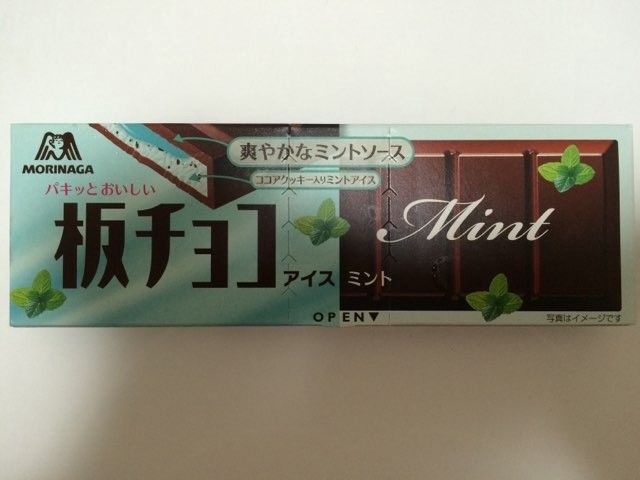 MORINAGA
パキッとおいしい
板チョコ
アイス ミント
爽やかなミントソース
ココアクッキー入りミントアイス
Mint
OPEN▼
写真はイメージです